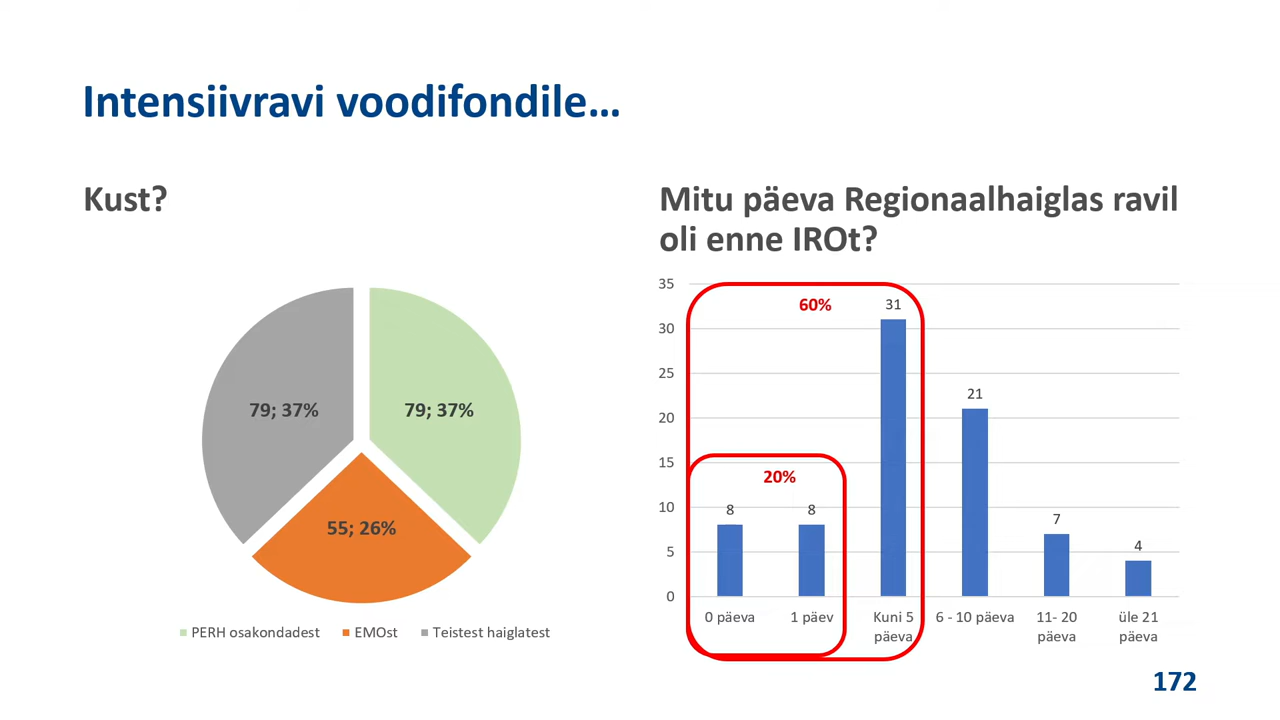 Intensiivravi voodifondile...
Kust?
79; 37%
79; 37%
55; 26%
PERH osakondadest
EMOst
Teistest haiglatest
Mitu päeva Regionaalhaiglas ravil
oli enne IROt?
35
30
25
20
15
10
5
0
60%
20%
8
8
31
21
7
4
0 päeva
1 päev
Kuni 5
päeva
6 - 10 päeva
11- 20
päeva
üle 21
päeva
172